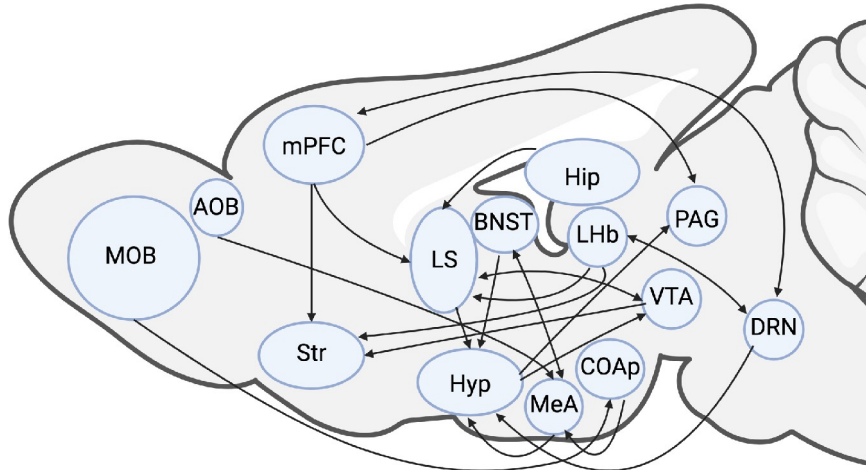 mPFC
Hip
AOB
BNST
PAG
MOB
LS
LHb
VTA
DRN
Str
COAp
Hyp
MeA